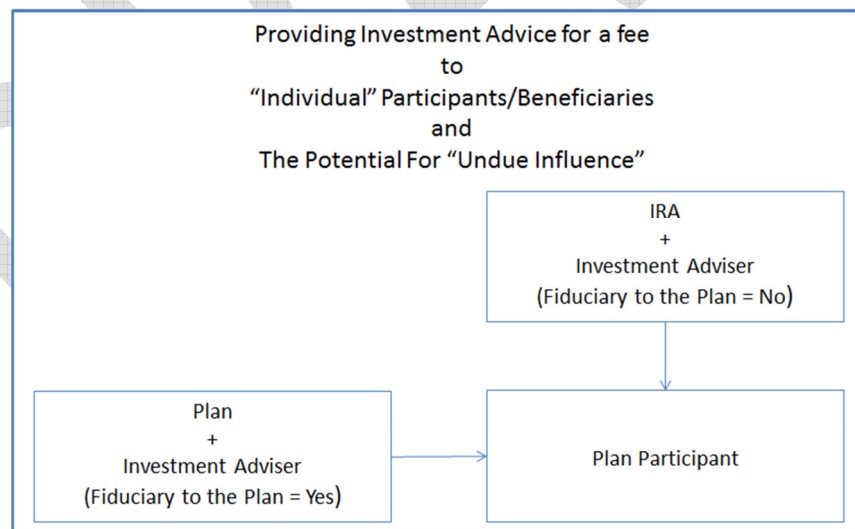 Providing Investment Advice for a fee
to
“Individual” Participants/Beneficiaries
and
The Potential For “Undue Influence”
IRA
+
Investment Adviser
(Fiduciary to the Plan = No)
Plan
+
Investment Adviser
(Fiduciary to the Plan = Yes)
Plan Participant